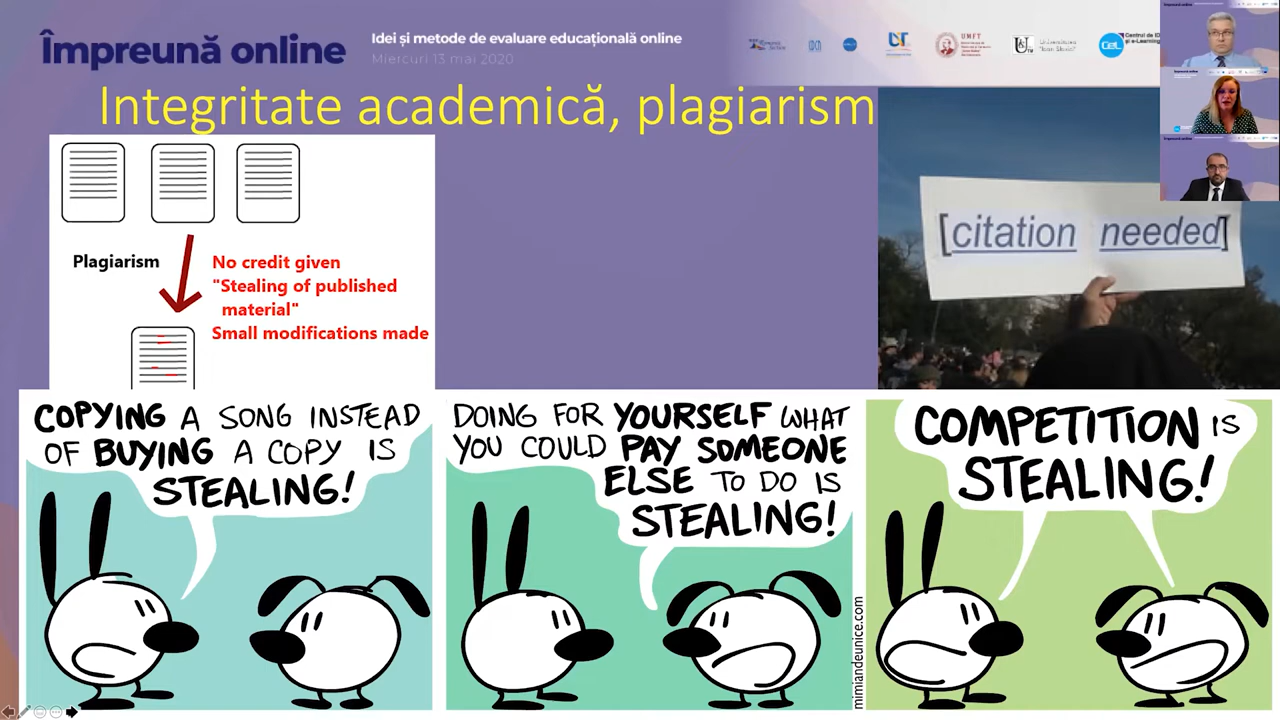 Împreună online
Idei și metode de evaluare educațională online
Miercuri 13 mai 2020
Integritate academică, plagiarism
Plagiarism
No credit given
"Stealing of published
material"
Small modifications made
[citation needed]
COPYING A SONG INSTEAD
OF BUYING A COPY IS
STEALING!
DOING FOR YOURSELF WHAT
YOU COULD PAY SOMEONE
ELSE TO DO IS
STEALING!
COMPETITION IS
STEALING!
mimiandeunice.com
UMFT
CeL